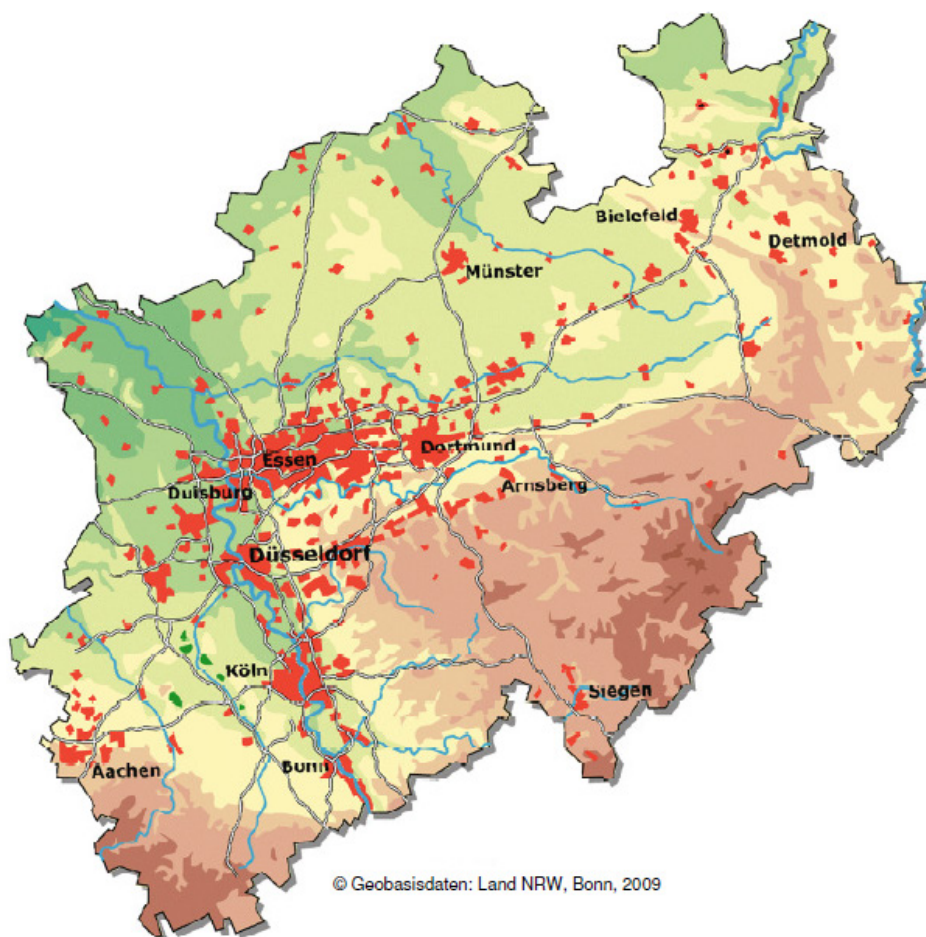 Bielefeld
Detmold
Münster
Dortmund
Essen
Duisburg
Arnsberg
Düsseldorf
Köln
Siegen
Bonn
Aachen
© Geobasisdaten: Land NRW, Bonn, 2009